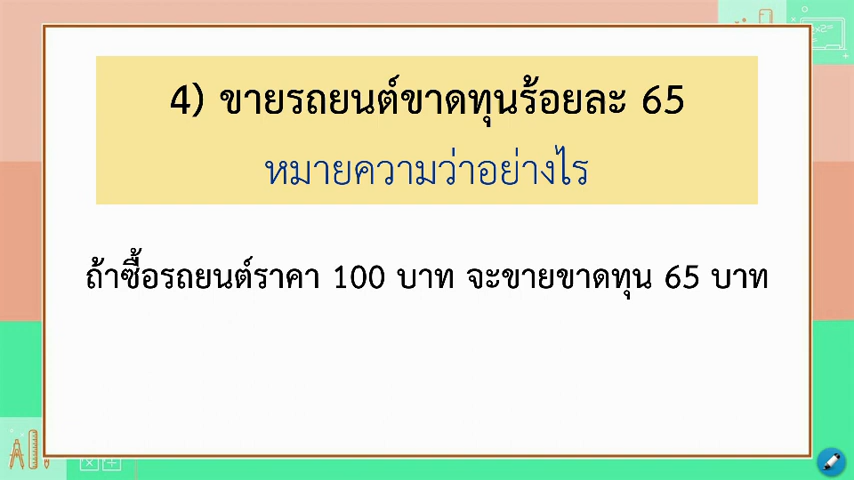 4) ขายรถยนต์ขาดทุนร้อยละ 65
หมายความว่าอย่างไร
ถ้าซื้อรถยนต์ราคา 100 บาท จะขายขาดทุน 65 บาท